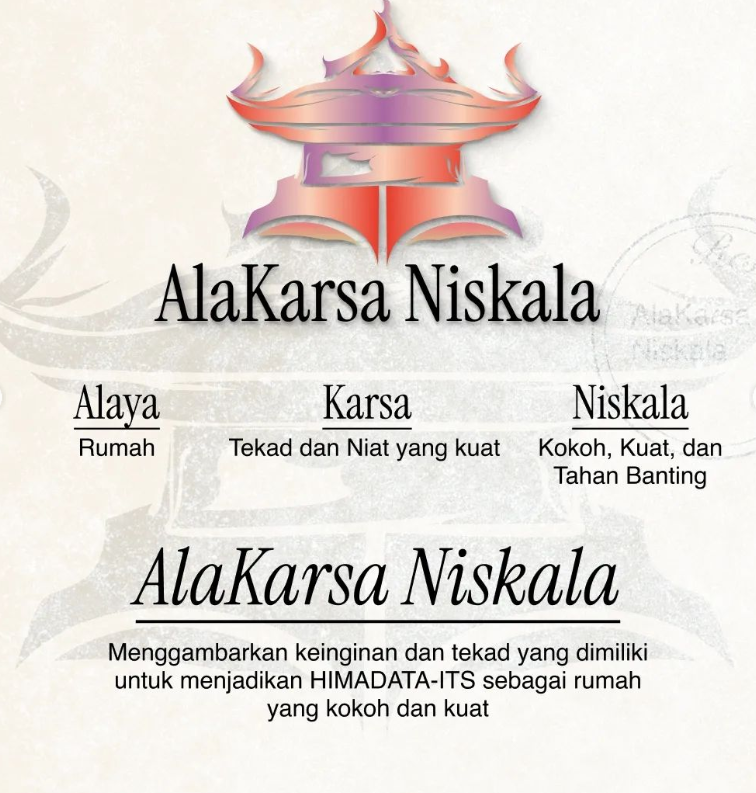 AlaKarsa Niskala
AlaKarsa
Niskala
Alaya
Rumah
Karsa
Tekad dan Niat yang kuat
Niskala
Kokoh, Kuat, dan
Tahan Banting
AlaKarsa Niskala
Menggambarkan keinginan dan tekad yang dimiliki
untuk menjadikan HIMADATA-ITS sebagai rumah
yang kokoh dan kuat